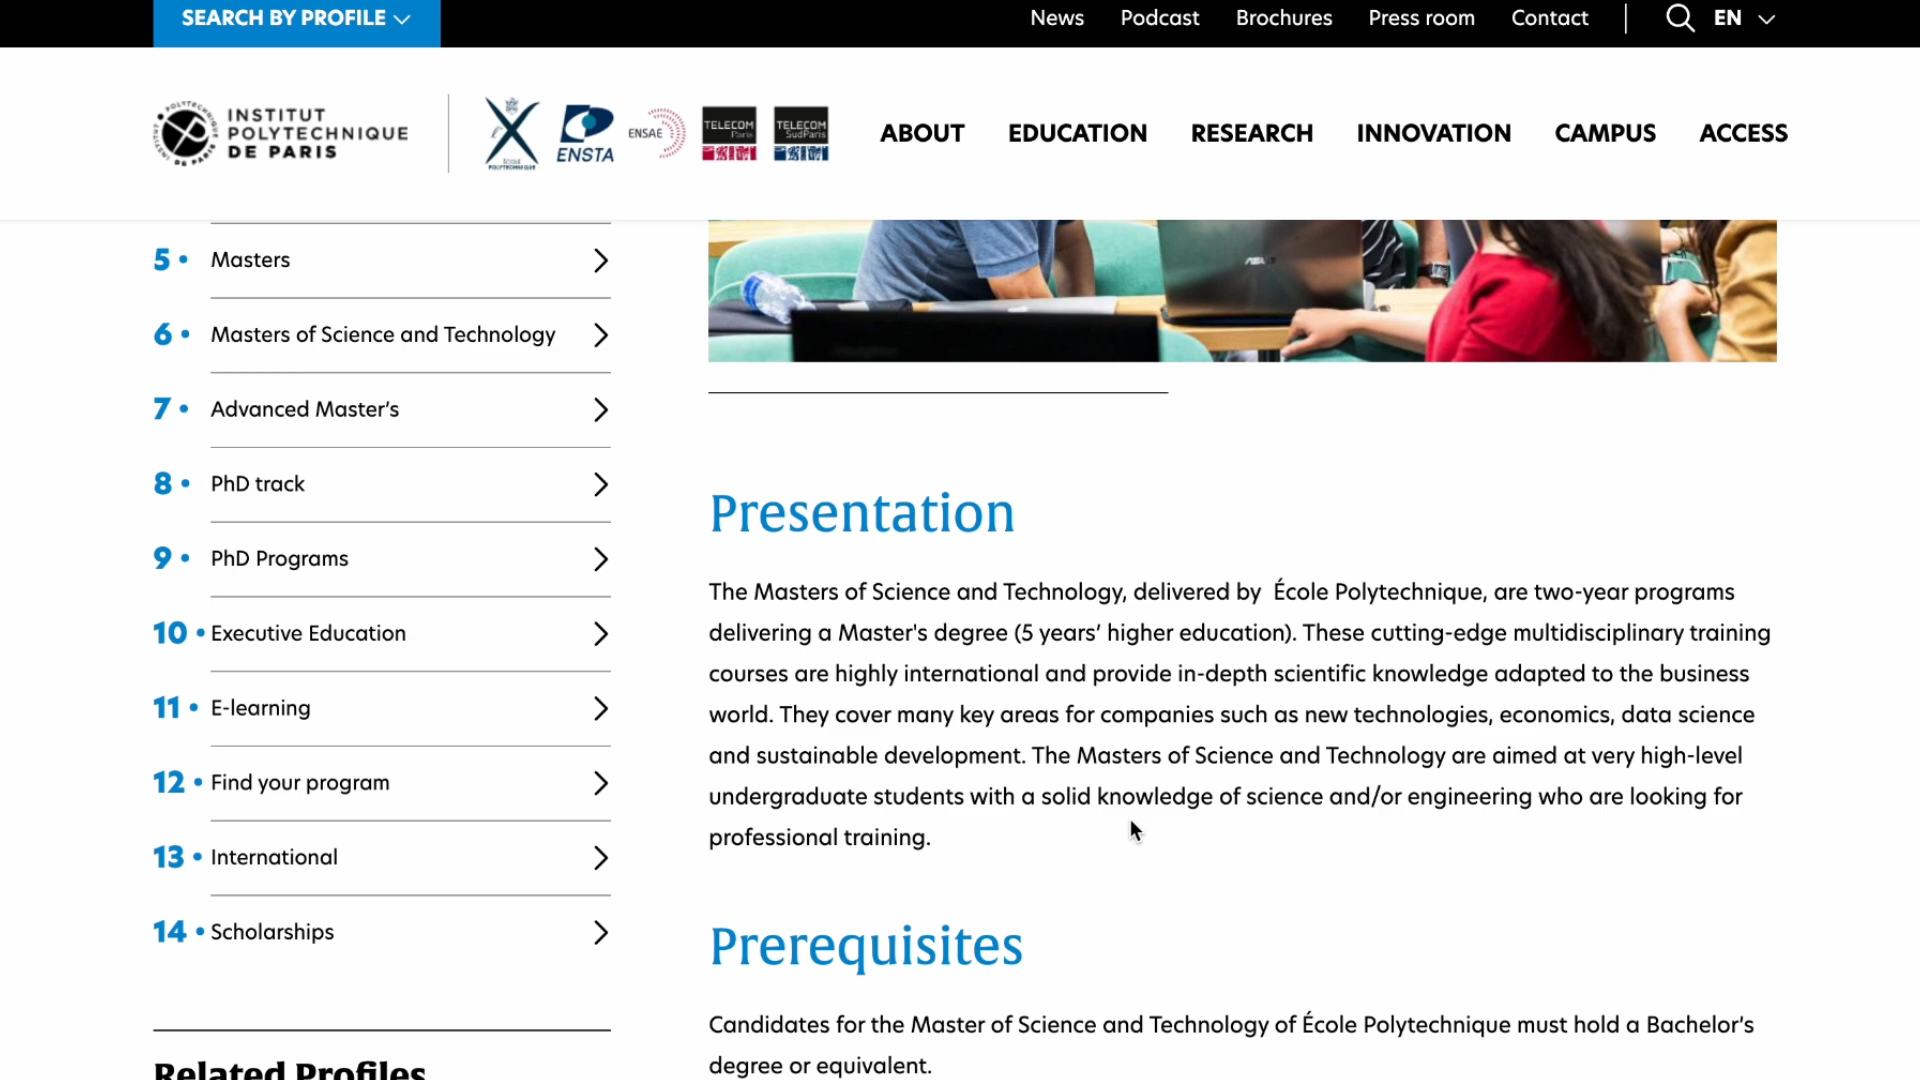 SEARCH BY PROFILE
News Podcast Brochures Press room Contact EN
INSTITUT
POLYTECHNIQUE
DE PARIS
ÉCOLE
POLYTECHNIQUE
ENSTA
ENSAE
TELECOM
Paris
TELECOM
SudParis
ABOUT EDUCATION RESEARCH INNOVATION CAMPUS ACCESS
5 • Masters
6 • Masters of Science and Technology
7 • Advanced Master’s
8 • PhD track
9 • PhD Programs
10 • Executive Education
11 • E-learning
12 • Find your program
13 • International
14 • Scholarships
Related Profiles
Presentation
The Masters of Science and Technology, delivered by École Polytechnique, are two-year programs
delivering a Master's degree (5 years’ higher education). These cutting-edge multidisciplinary training
courses are highly international and provide in-depth scientific knowledge adapted to the business
world. They cover many key areas for companies such as new technologies, economics, data science
and sustainable development. The Masters of Science and Technology are aimed at very high-level
undergraduate students with a solid knowledge of science and/or engineering who are looking for
professional training.
Prerequisites
Candidates for the Master of Science and Technology of École Polytechnique must hold a Bachelor’s
degree or equivalent.